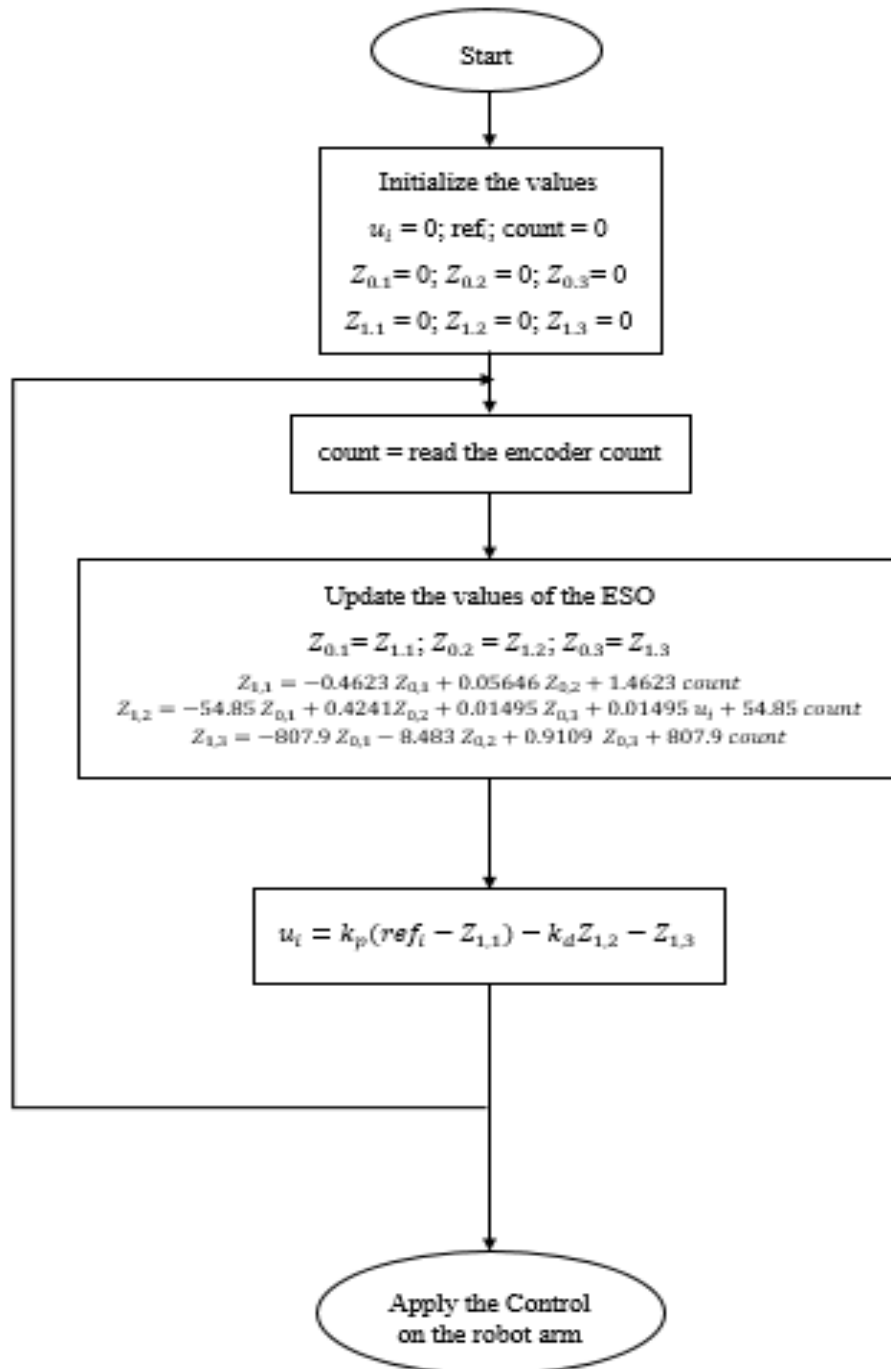 Start
Initialize the values
u_i = 0; ref_i; count = 0
Z_{0.1}= 0; Z_{0.2} = 0; Z_{0.3}= 0
Z_{1.1} = 0; Z_{1.2} = 0; Z_{1.3} = 0
count = read the encoder count
Update the values of the ESO
Z_{0.1}= Z_{1.1}; Z_{0.2} = Z_{1.2}; Z_{0.3}= Z_{1.3}
Z_{1,1} = −0.4623 Z_{0,1} + 0.05646 Z_{0,2} + 1.4623 count
Z_{1,2} = −54.85 Z_{0,1} + 0.4241Z_{0,2} + 0.01495 Z_{0,3} + 0.01495 u_i + 54.85 count
Z_{1,3} = −807.9 Z_{0,1} − 8.483 Z_{0,2} + 0.9109 Z_{0,3} + 807.9 count
u_i = k_p(ref_i − Z_{1,1}) − k_d Z_{1,2} − Z_{1,3}
Apply the Control
on the robot arm